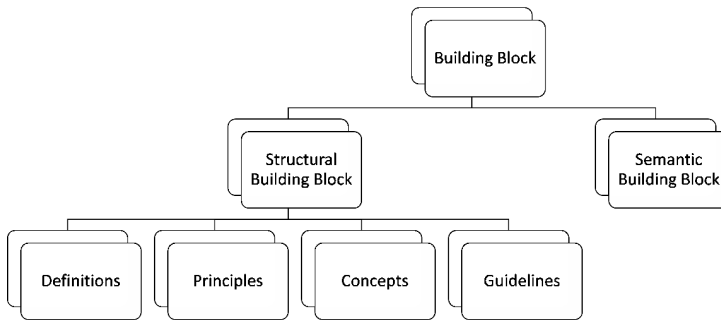 Building Block
Structural
Building Block
Semantic
Building Block
Definitions
Principles
Concepts
Guidelines